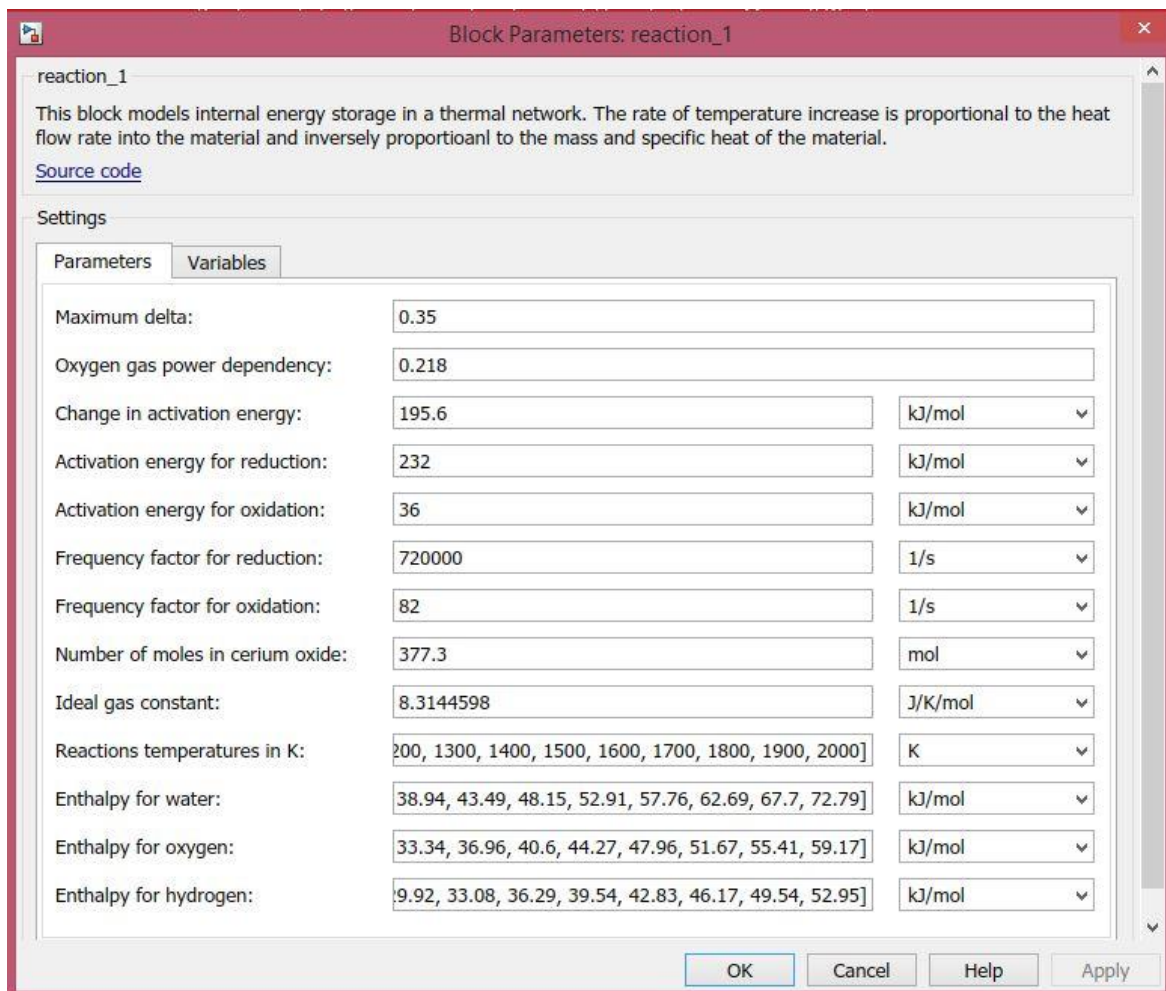 Block Parameters: reaction_1
reaction_1
This block models internal energy storage in a thermal network. The rate of temperature increase is proportional to the heat
flow rate into the material and inversely proportioanl to the mass and specific heat of the material.
Source code
Settings
Parameters Variables
Maximum delta: 0.35
Oxygen gas power dependency: 0.218
Change in activation energy: 195.6 kJ/mol
Activation energy for reduction: 232 kJ/mol
Activation energy for oxidation: 36 kJ/mol
Frequency factor for reduction: 720000 1/s
Frequency factor for oxidation: 82 1/s
Number of moles in cerium oxide: 377.3 mol
Ideal gas constant: 8.3144598 J/K/mol
Reactions temperatures in K: 200, 1300, 1400, 1500, 1600, 1700, 1800, 1900, 2000] K
Enthalpy for water: 38.94, 43.49, 48.15, 52.91, 57.76, 62.69, 67.7, 72.79] kJ/mol
Enthalpy for oxygen: 33.34, 36.96, 40.6, 44.27, 47.96, 51.67, 55.41, 59.17] kJ/mol
Enthalpy for hydrogen: 9.92, 33.08, 36.29, 39.54, 42.83, 46.17, 49.54, 52.95] kJ/mol
OK Cancel Help Apply